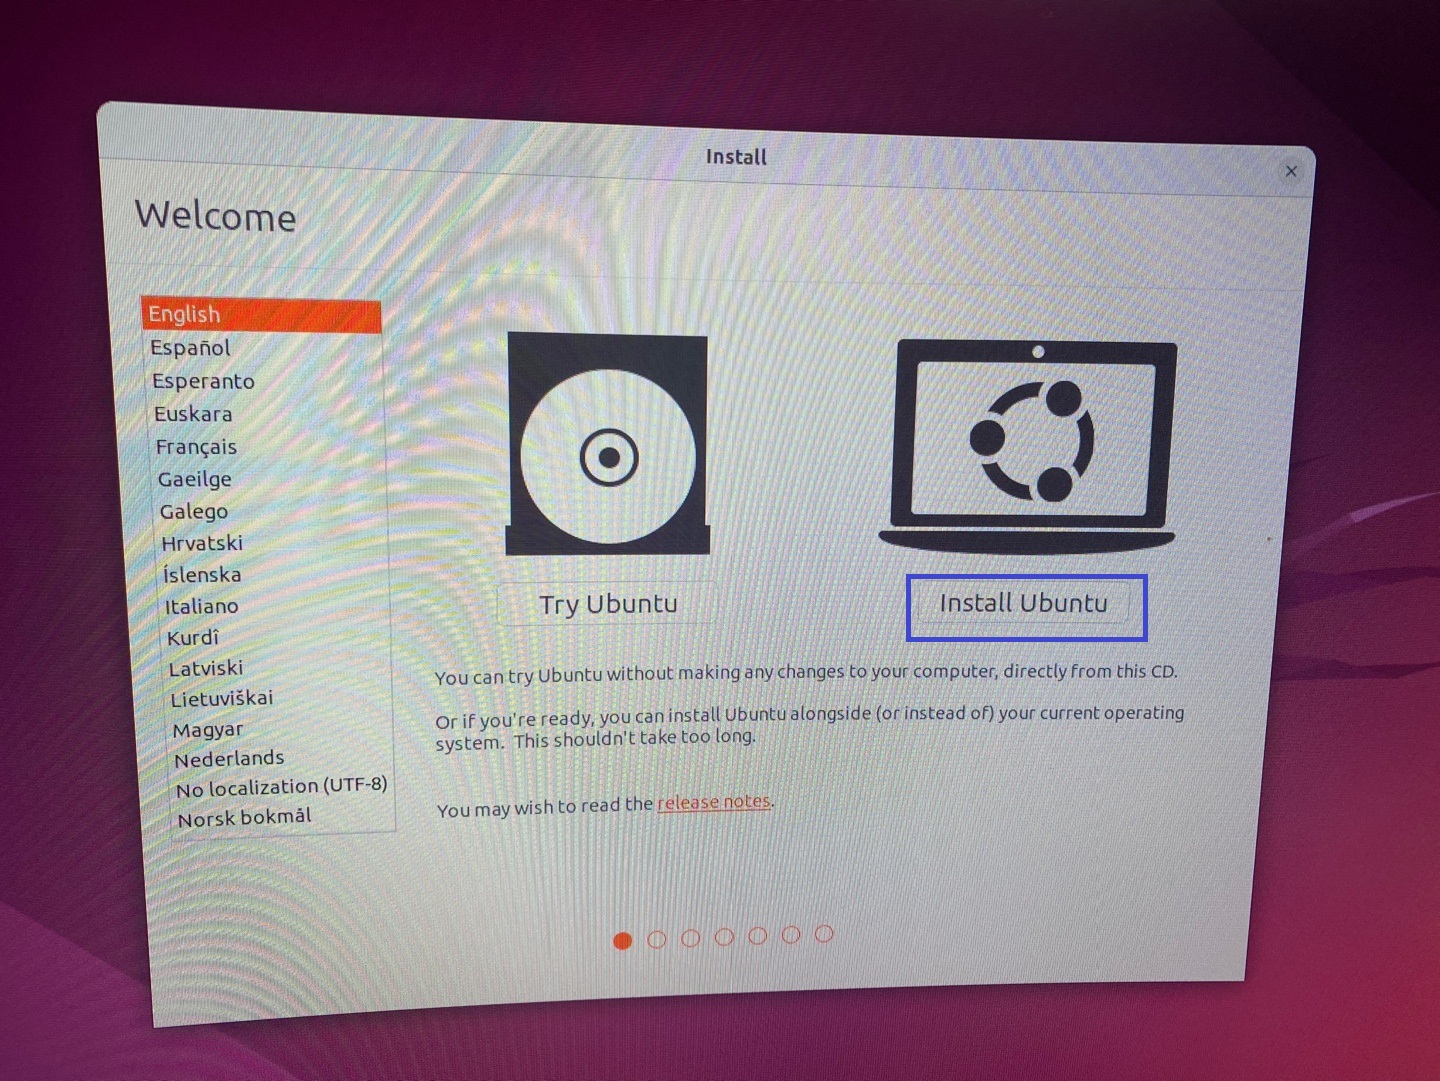 Install
Welcome
English
Español
Esperanto
Euskara
Français
Gaeilge
Galego
Hrvatski
Íslenska
Italiano
Kurdî
Latviski
Lietuviškai
Magyar
Nederlands
No localization (UTF-8)
Norsk bokmål
Try Ubuntu
Install Ubuntu
You can try Ubuntu without making any changes to your computer, directly from this CD.
Or if you're ready, you can install Ubuntu alongside (or instead of) your current operating
system. This shouldn't take too long.
You may wish to read the release notes.